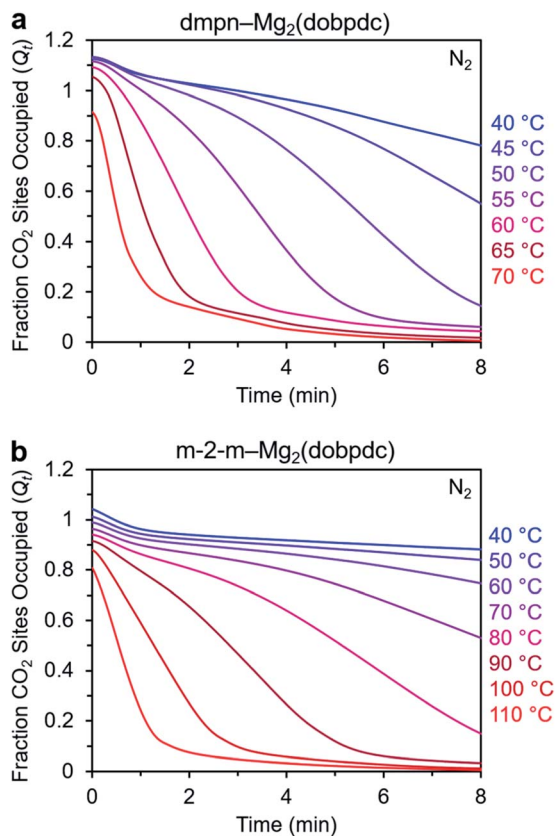 a
dmpn–Mg2(dobpdc)
N2
Fraction CO2 Sites Occupied (Qt)
1.2
1
0.8
0.6
0.4
0.2
0
0 2 4 6 8
Time (min)
40 °C
45 °C
50 °C
55 °C
60 °C
65 °C
70 °C
b
m-2-m–Mg2(dobpdc)
N2
Fraction CO2 Sites Occupied (Qt)
1.2
1
0.8
0.6
0.4
0.2
0
0 2 4 6 8
Time (min)
40 °C
50 °C
60 °C
70 °C
80 °C
90 °C
100 °C
110 °C